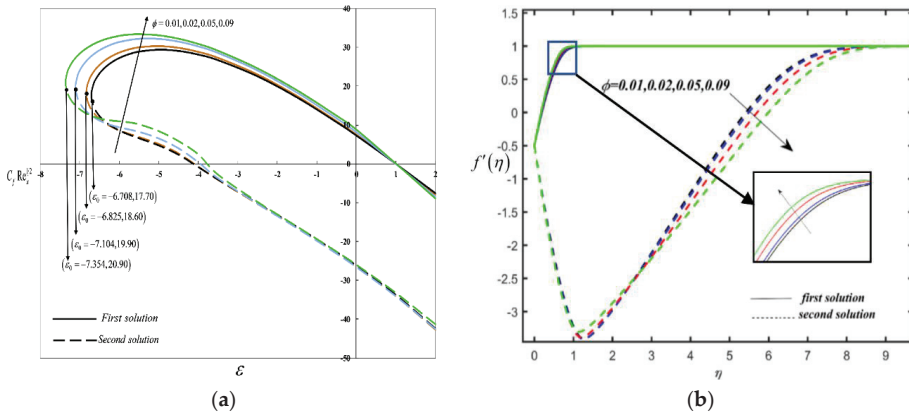 40
30
20
10
0
-10
-20
-30
-40
-50
-8 -7 -6 -5 -4 -3 -2 -1 0 1 2
ϕ = 0.01,0.02,0.05,0.09
(ε₀ = -6.708,17.70)
(ε₀ = -6.825,18.60)
(ε₀ = -7.104,19.90)
(ε₀ = -7.354,20.90)
First solution
Second solution
ε
(a)
1.5
1
0.5
0
-0.5
-1
-1.5
-2
-2.5
-3
f'(η)
ϕ=0.01,0.02,0.05,0.09
first solution
second solution
0 1 2 3 4 5 6 7 8 9
η
(b)